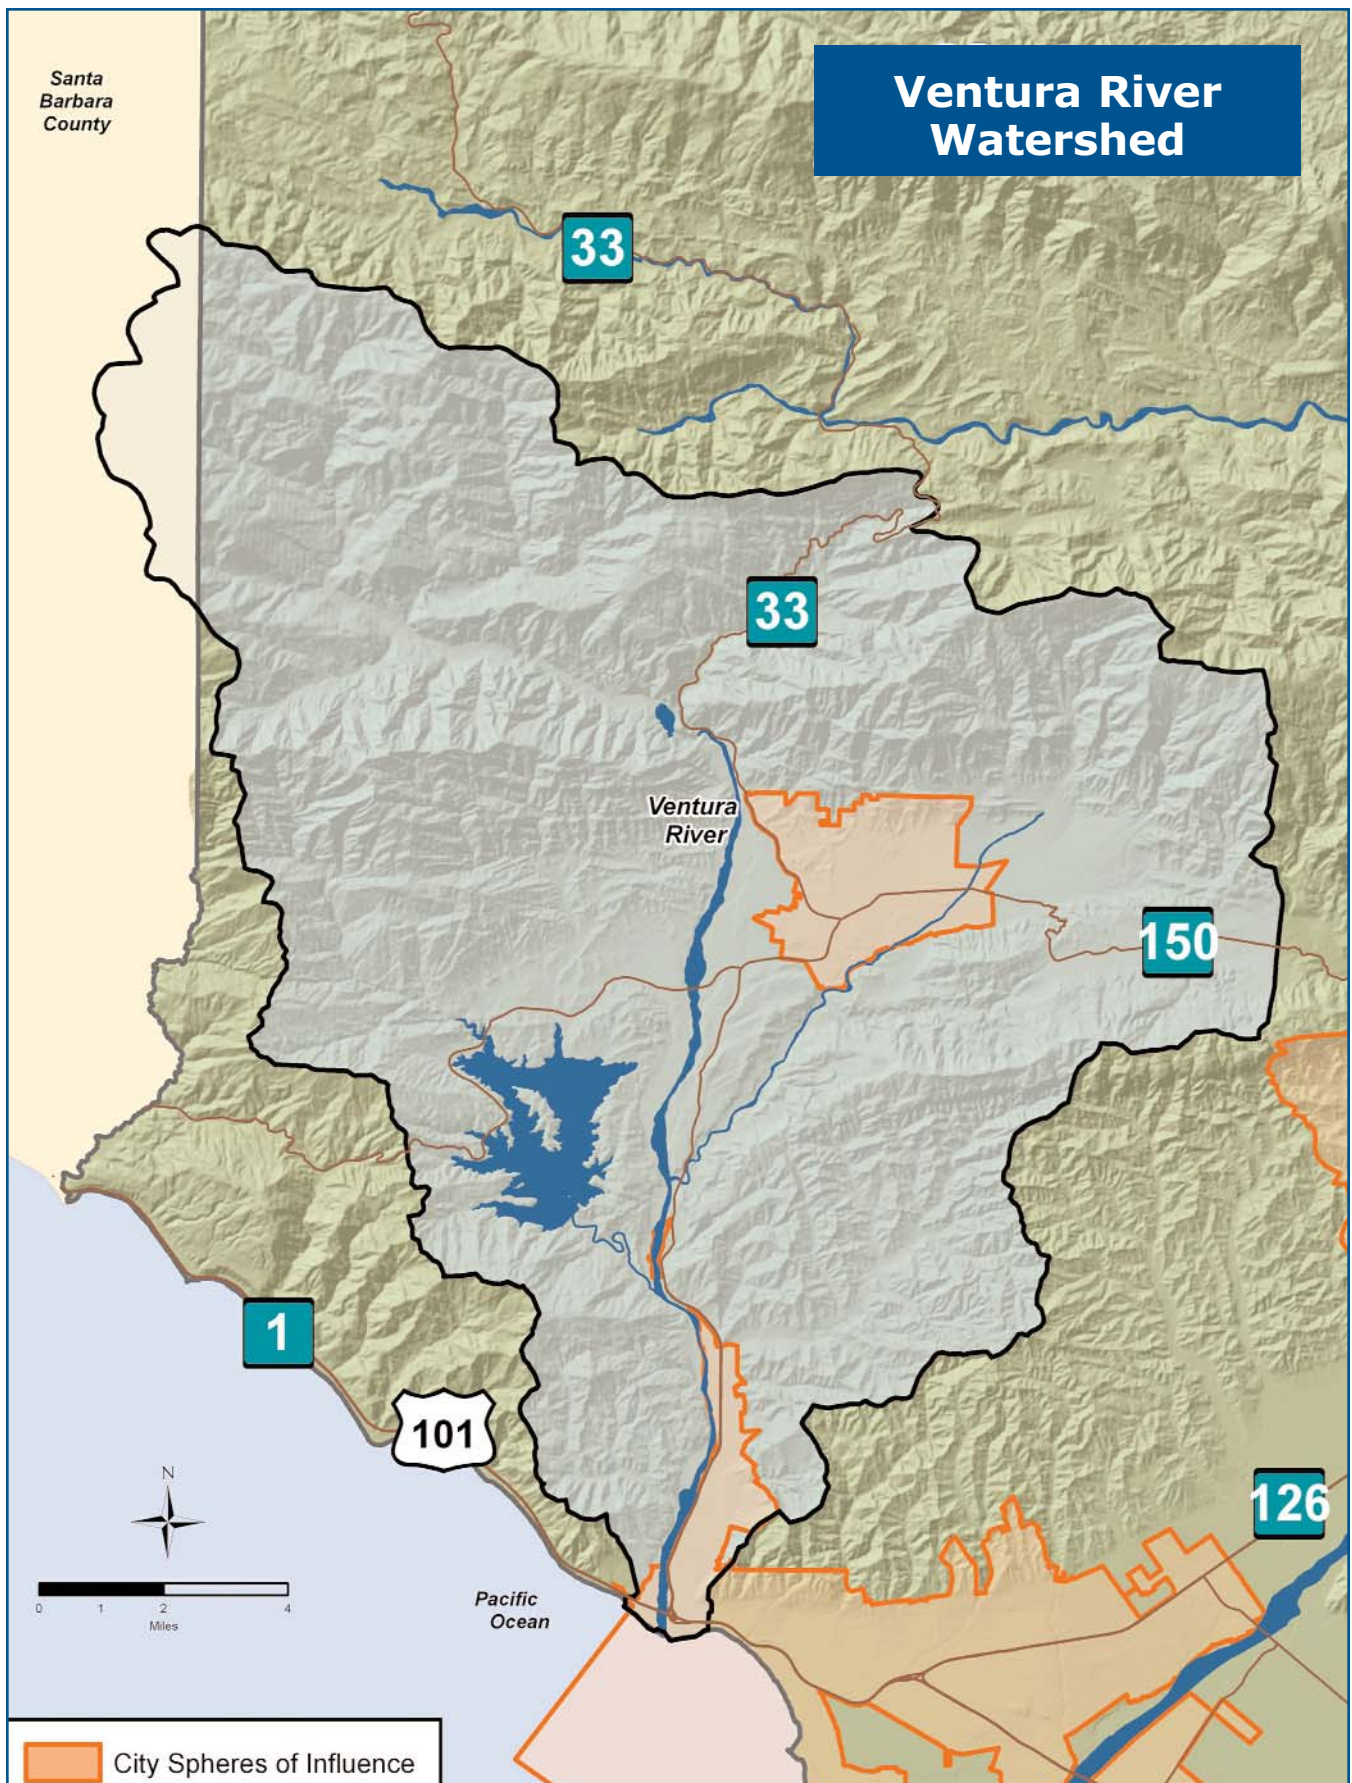 Santa
Barbara
County
Ventura River
Watershed
33
33
Ventura
River
150
1
101
N
126
0 1 2 4
Miles
Pacific
Ocean
City Spheres of Influence